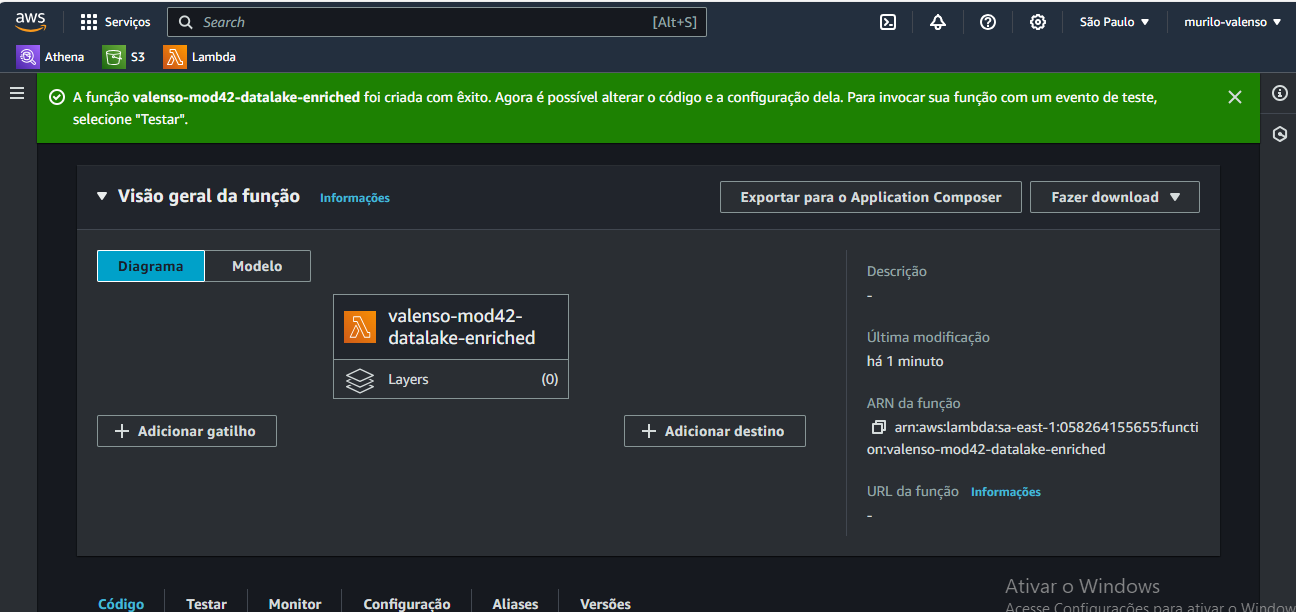 aws
Serviços
Search
[Alt+S]
São Paulo
murilo-valenso
Athena
S3
Lambda
A função valenso-mod42-datalake-enriched foi criada com êxito. Agora é possível alterar o código e a configuração dela. Para invocar sua função com um evento de teste,
selecione "Testar".
Visão geral da função
Informações
Exportar para o Application Composer
Fazer download
Diagrama
Modelo
valenso-mod42-
datalake-enriched
Layers
(0)
Adicionar gatilho
Adicionar destino
Descrição
-
Última modificação
há 1 minuto
ARN da função
arn:aws:lambda:sa-east-1:058264155655:functi
on:valenso-mod42-datalake-enriched
URL da função
Informações
-
Código
Testar
Monitor
Configuração
Aliases
Versões
Ativar o Windows
Acesse Configurações para ativar o Windows